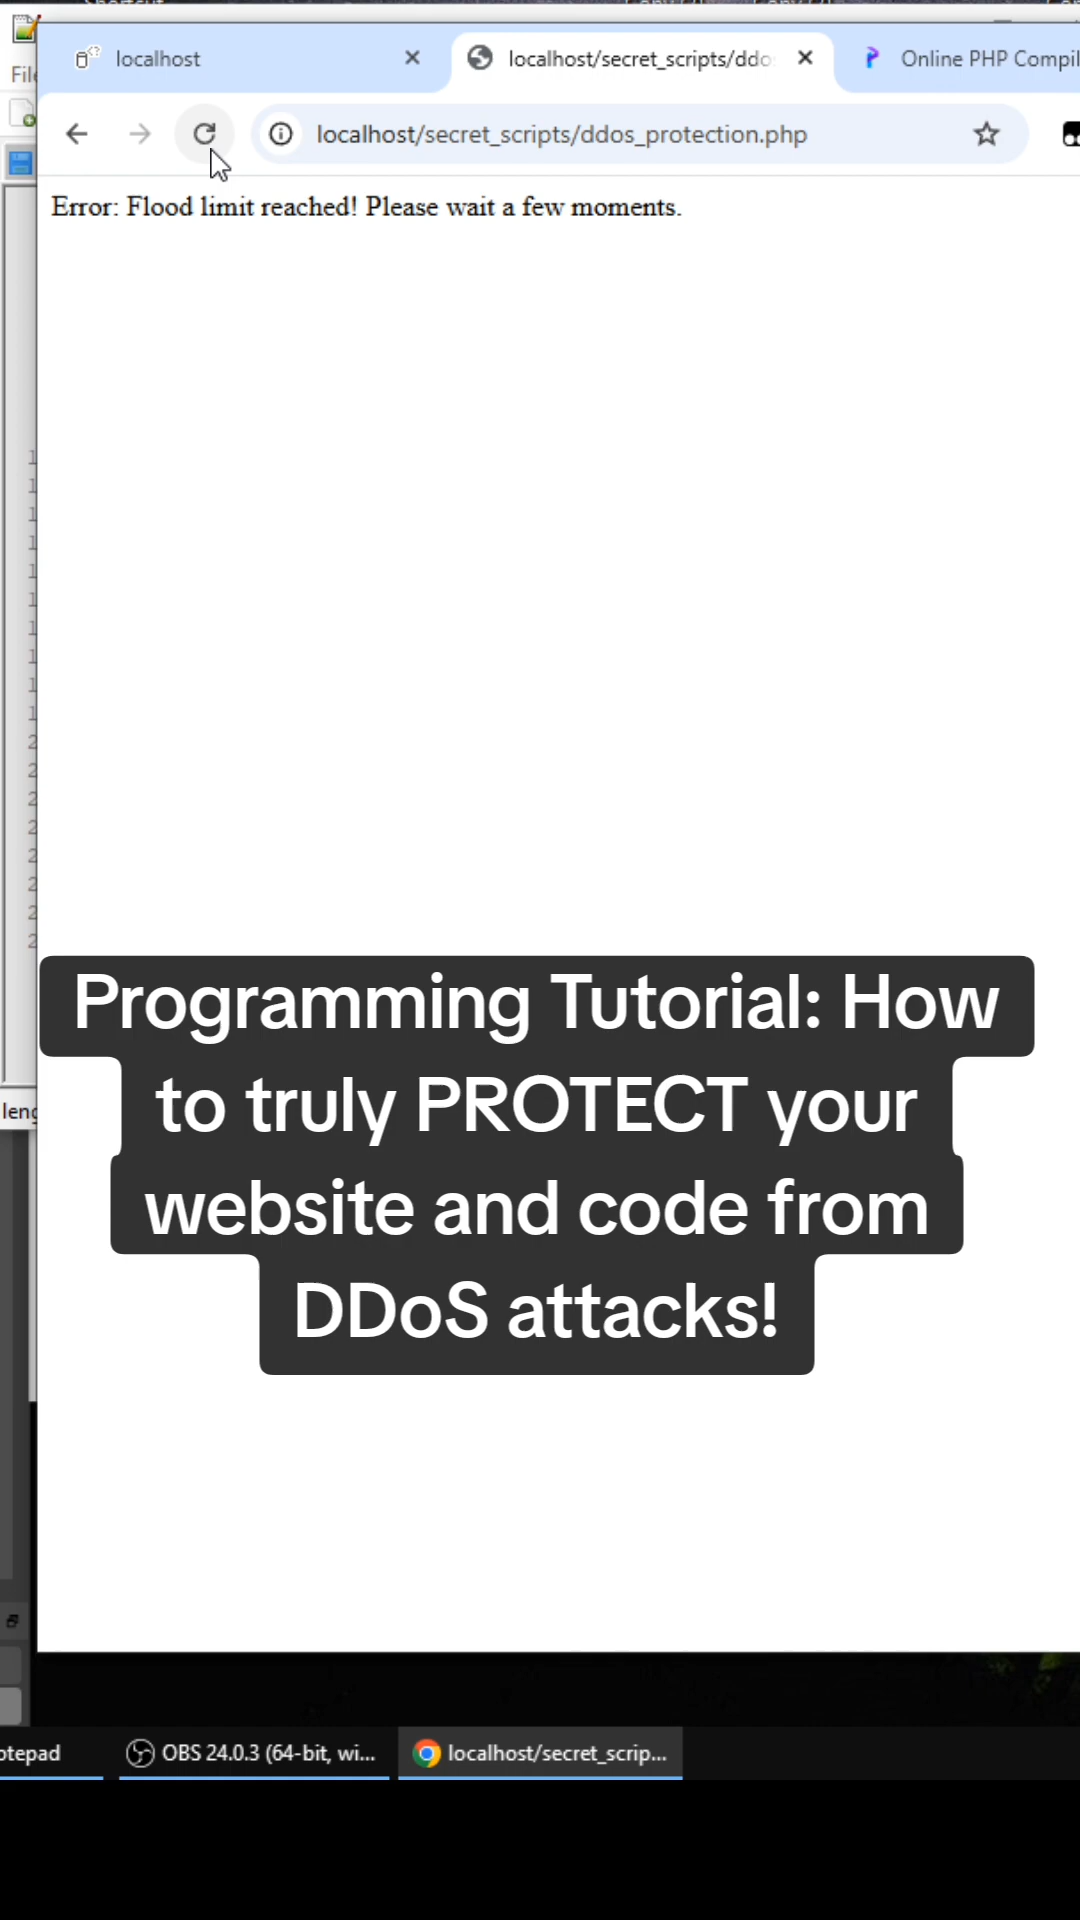 localhost
localhost/secret_scripts/ddo
Online PHP Compil
File
localhost/secret_scripts/ddos_protection.php
Error: Flood limit reached! Please wait a few moments.
Programming Tutorial: How
to truly PROTECT your
website and code from
DDoS attacks!
leng
otepad
OBS 24.0.3 (64-bit, wi...
localhost/secret_scrip...